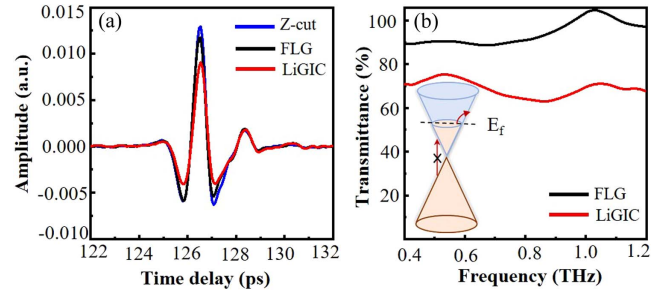 (a)
Z-cut
FLG
LiGIC
0.015
0.010
0.005
0.000
-0.005
-0.010
Amplitude (a.u.)
122
124
126
128
130
132
Time delay (ps)
(b)
100
80
60
40
20
Transmittance (%)
E_f
FLG
LiGIC
0.4
0.6
0.8
1.0
1.2
Frequency (THz)